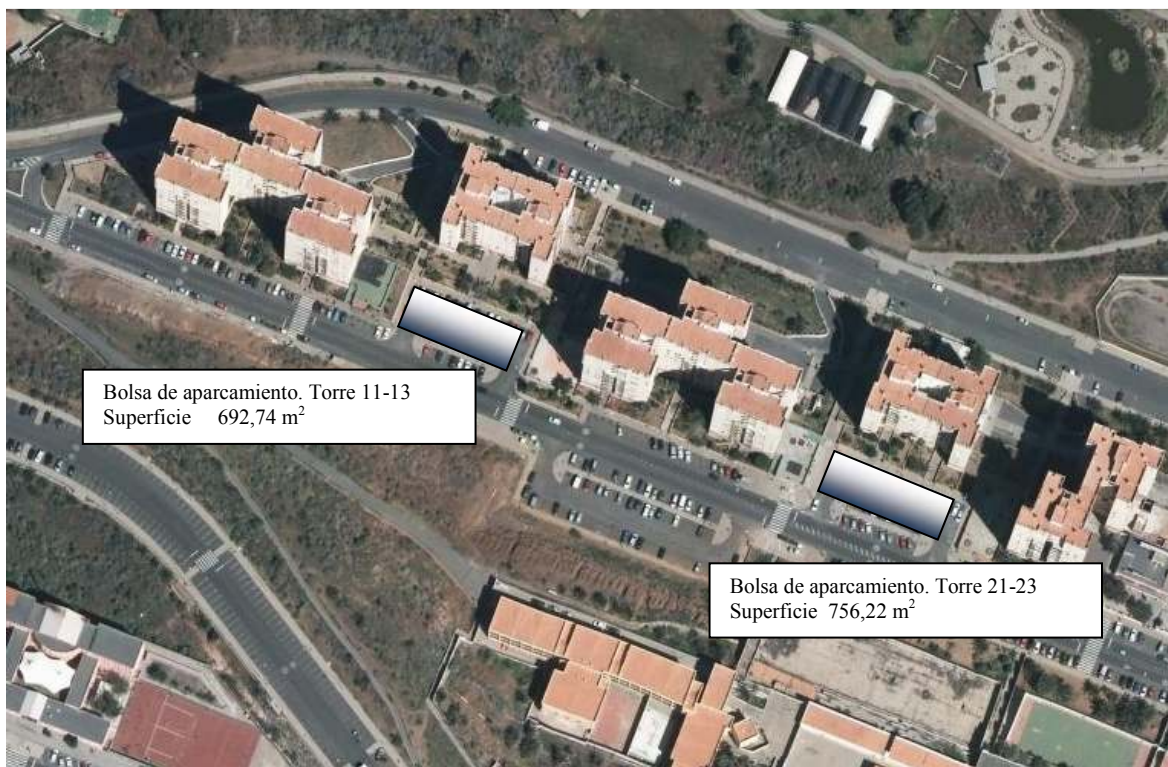 Bolsa de aparcamiento. Torre 11-13
Superficie 692,74 m²
Bolsa de aparcamiento. Torre 21-23
Superficie 756,22 m²